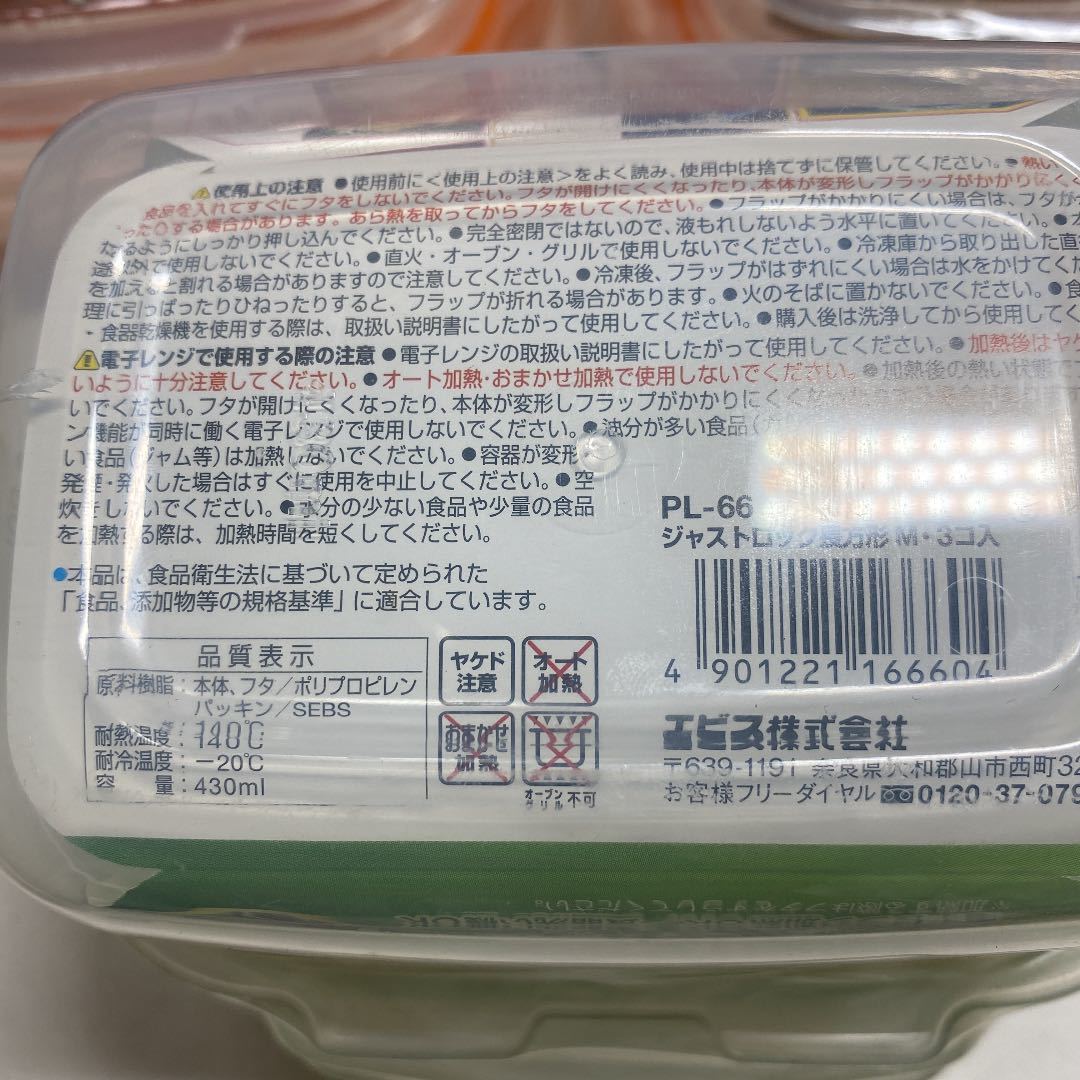 使用上の注意 ●使用前に<使用上の注意>をよく読み、使用中は捨てずに保管してください。●熱い
食品を入れてすぐにフタをしないでください。フタが開けにくくなったり、本体が変形しフラップがかかりにくく
たりする場合があります。あら熱を取ってからフタをしてください。●フラップがかかりにくい場合は、フタが
なるようにしっかり押し込んでください。●完全密閉ではないので、液もれしないよう水平に置いてください。
以外で使用しないでください。●直火・オーブン・グリルで使用しないでください。●冷凍庫から取り出した直
を加えると割れる場合がありますので注意してください。●冷凍後、フラップがはずれにくい場合は水をかけてくだ
理に引っぱったりひねったりすると、フラップが折れる場合があります。●火のそばに置かないでください。●食
・食器乾燥機を使用する際は、取扱い説明書にしたがって使用してください。●購入後は洗浄してから使用してく
電子レンジで使用する際の注意 ●電子レンジの取扱い説明書にしたがって使用してください。●加熱後はヤケ
いように十分注意してください。●オート加熱・おまかせ加熱で使用しないでください。●加熱後の熱い状態で
いでください。フタが開けにくくなったり、本体が変形しフラップがかかりにく
ン機能が同時に働く電子レンジで使用しないでください。●油分が多い食品
い食品(ジャム等)は加熱しないでください。●容器が変形
発煙・発火した場合はすぐに使用を中止してください。●空
炊きしないでください。●水分の少ない食品や少量の食品
を加熱する際は、加熱時間を短くしてください。
●本品は、食品衛生法に基づいて定められた
「食品、添加物等の規格基準」に適合しています。
PL-66
ジャストロック長方形 M・3コ入
4 901221 166604
品質表示
原料樹脂：本体、フタ／ポリプロピレン
パッキン／SEBS
耐熱温度：140℃
耐冷温度：−20℃
容 量：430ml
ヤケド
注意
オート
加熱
おまかせ
加熱
オーブン
グリル 不可
エビス株式会社
〒639-1191 奈良県大和郡山市西町32
お客様フリーダイヤル 0120-37-079